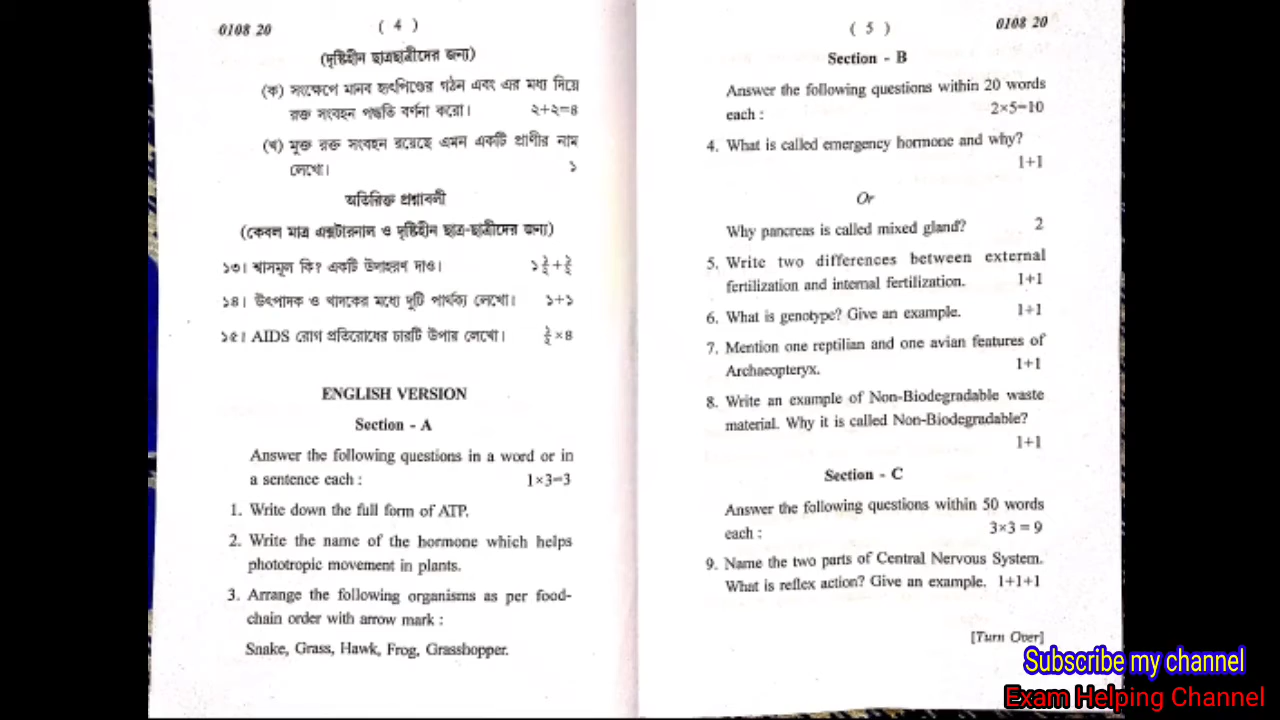 0108 20
( 4 )
(দৃষ্টিহীন ছাত্রছাত্রীদের জন্য)
(ক) সংক্ষেপে মানব হৃৎপিণ্ডের গঠন এবং এর মধ্য দিয়ে
রক্ত সংবহন পদ্ধতি বর্ণনা করো। ২+২=৪
(খ) মুক্ত রক্ত সংবহন রয়েছে এমন একটি প্রাণীর নাম
লেখো। ১
অতিরিক্ত প্রশ্নাবলী
(কেবল মাত্র এক্সটারনাল ও দৃষ্টিহীন ছাত্র-ছাত্রীদের জন্য)
১৩। শ্বাসমূল কি? একটি উদাহরণ দাও। ১ ১/২ + ১/২
১৪। উৎপাদক ও খাদকের মধ্যে দুটি পার্থক্য লেখো। ১+১
১৫। AIDS রোগ প্রতিরোধের চারটি উপায় লেখো। ১/২ ×৪
ENGLISH VERSION
Section - A
Answer the following questions in a word or in
a sentence each : 1×3=3
1. Write down the full form of ATP.
2. Write the name of the hormone which helps
phototropic movement in plants.
3. Arrange the following organisms as per food-
chain order with arrow mark :
Snake, Grass, Hawk, Frog, Grasshopper.
( 5 )
0108 20
Section - B
Answer the following questions within 20 words
each : 2×5=10
4. What is called emergency hormone and why?
1+1
Or
Why pancreas is called mixed gland? 2
5. Write two differences between external
fertilization and internal fertilization. 1+1
6. What is genotype? Give an example. 1+1
7. Mention one reptilian and one avian features of
Archaeopteryx. 1+1
8. Write an example of Non-Biodegradable waste
material. Why it is called Non-Biodegradable?
1+1
Section - C
Answer the following questions within 50 words
each : 3×3 = 9
9. Name the two parts of Central Nervous System.
What is reflex action? Give an example. 1+1+1
[Turn Over]
Subscribe my channel
Exam Helping Channel